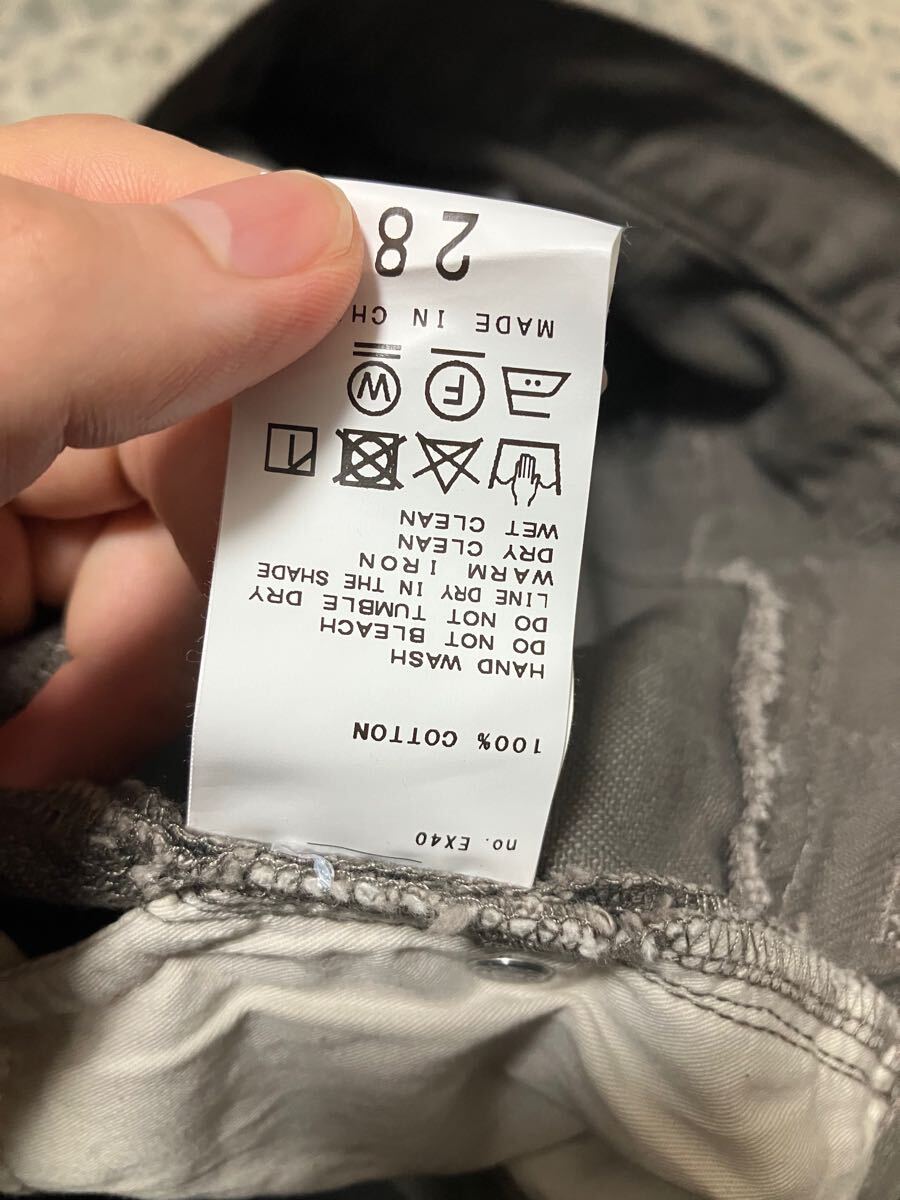 no. EX40
100% COTTON
HAND WASH
DO NOT BLEACH
DO NOT TUMBLE DRY
LINE DRY IN THE SHADE
WARM IRON
DRY CLEAN
WET CLEAN
F W
MADE IN CH
28